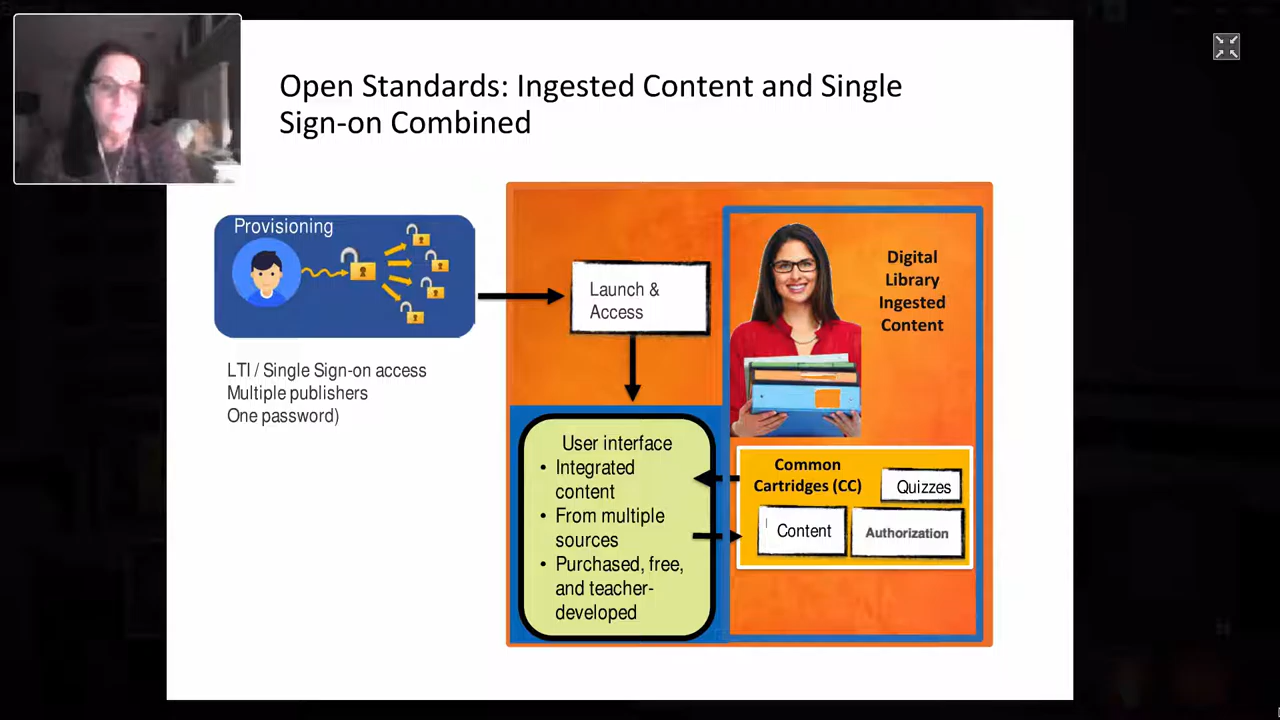 Open Standards: Ingested Content and Single
Sign-on Combined
Provisioning
LTI / Single Sign-on access
Multiple publishers
One password)
Launch &
Access
User interface
• Integrated
content
• From multiple
sources
• Purchased, free,
and teacher-
developed
Digital
Library
Ingested
Content
Common
Cartridges (CC)
Quizzes
Content
Authorization